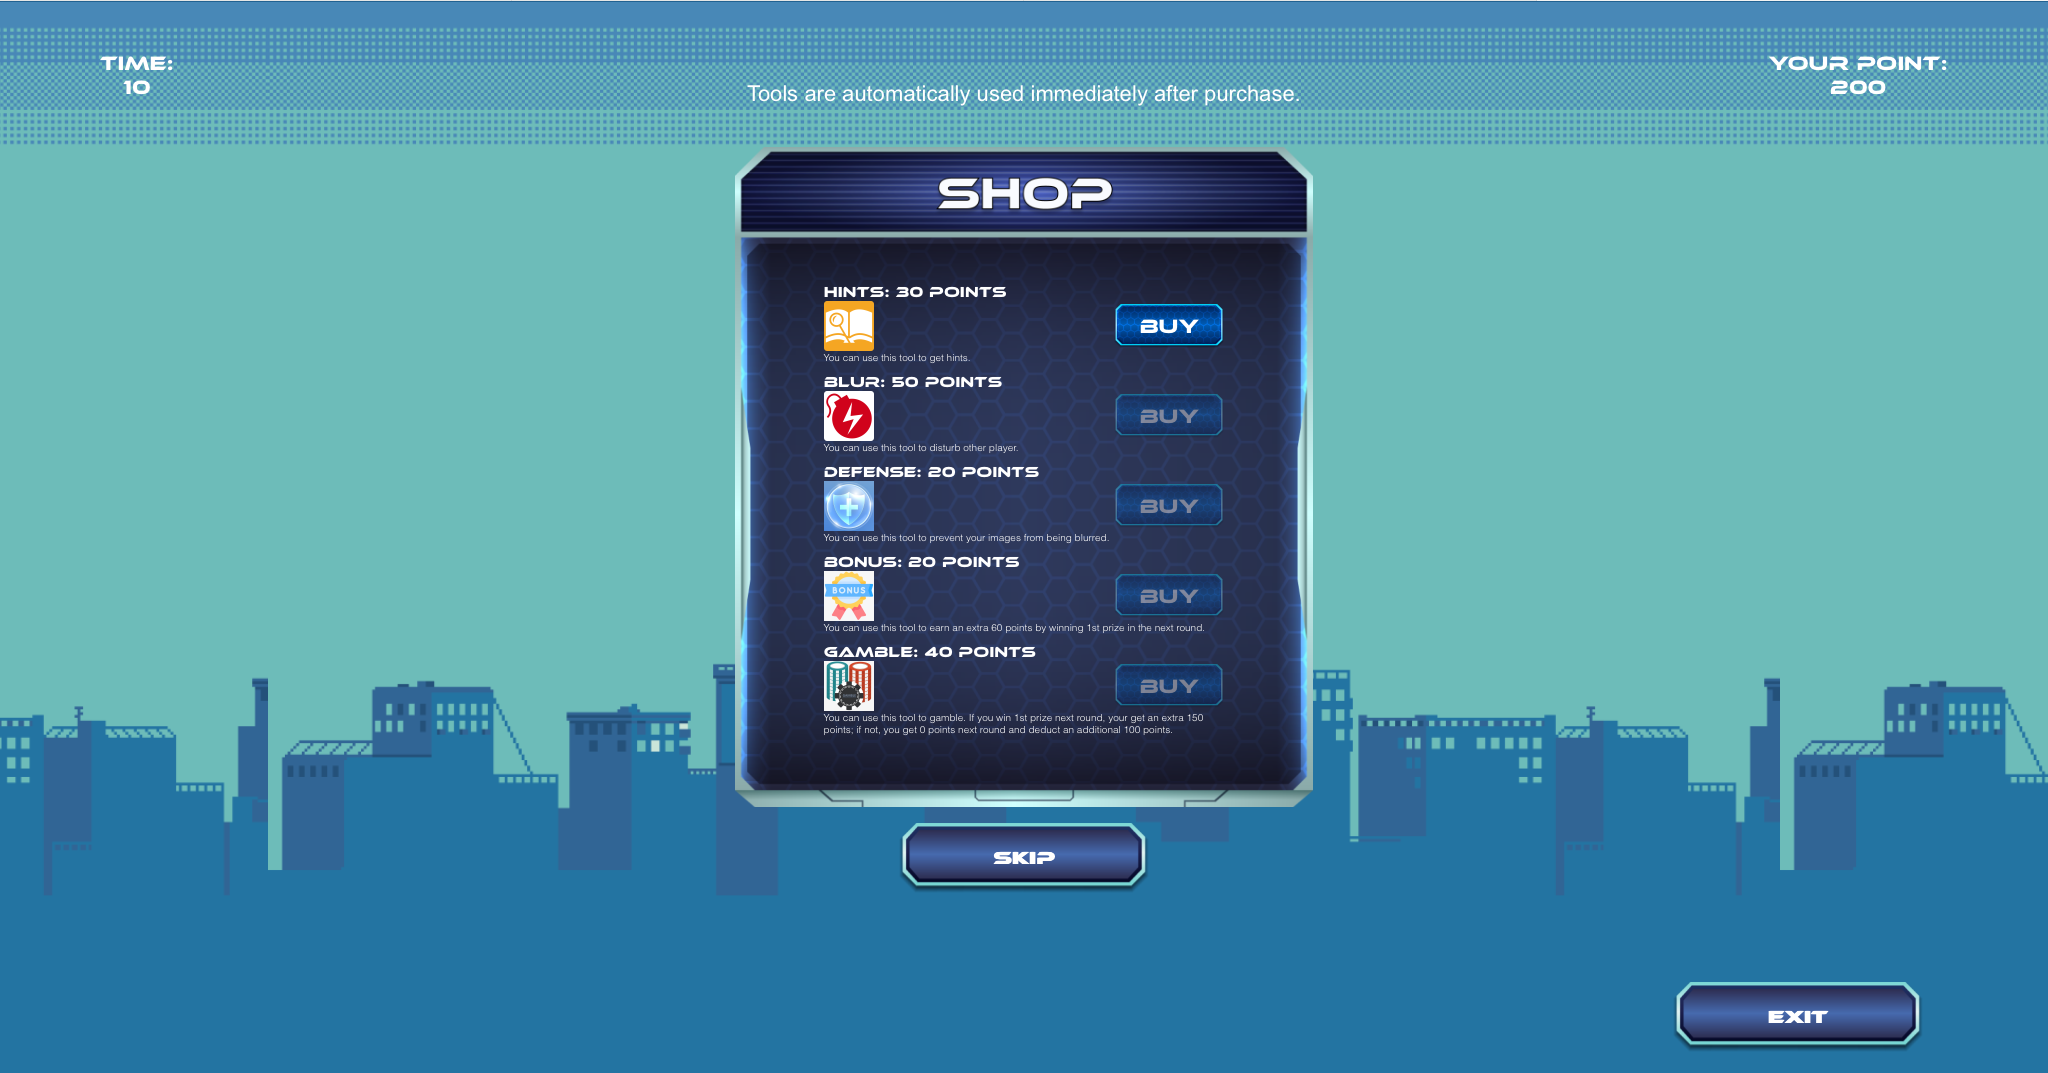 TIME:
10
Tools are automatically used immediately after purchase.
YOUR POINT:
200
SHOP
HINTS: 30 POINTS
BUY
You can use this tool to get hints.
BLUR: 50 POINTS
BUY
You can use this tool to disturb other player.
DEFENSE: 20 POINTS
BUY
You can use this tool to prevent your images from being blurred.
BONUS: 20 POINTS
BONUS
BUY
You can use this tool to earn an extra 60 points by winning 1st prize in the next round.
GAMBLE: 40 POINTS
BUY
You can use this tool to gamble. If you win 1st prize next round, your get an extra 150
points; if not, you get 0 points next round and deduct an additional 100 points.
SKIP
EXIT